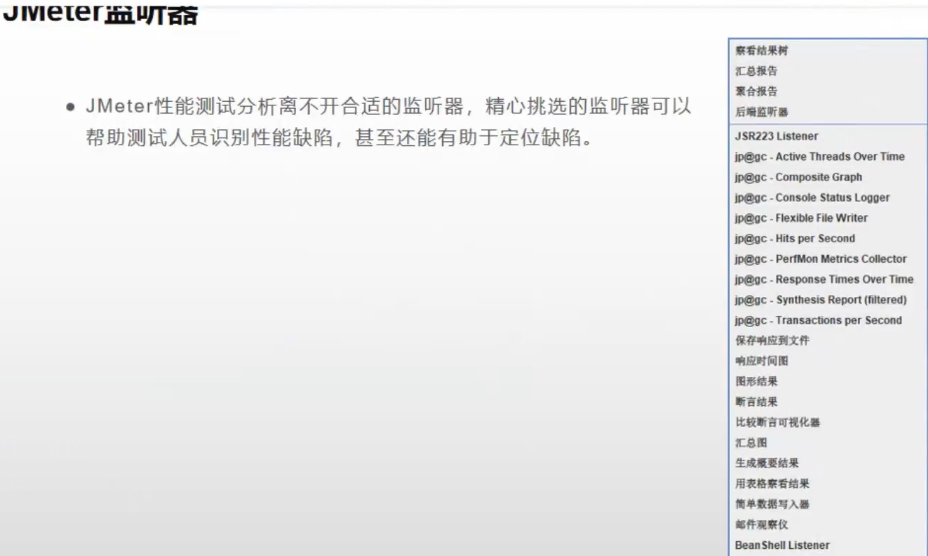 JMeter监听器
● JMeter性能测试分析离不开合适的监听器，精心挑选的监听器可以
帮助测试人员识别性能缺陷，甚至还能有助于定位缺陷。
察看结果树
汇总报告
聚合报告
后端监听器
JSR223 Listener
jp@gc - Active Threads Over Time
jp@gc - Composite Graph
jp@gc - Console Status Logger
jp@gc - Flexible File Writer
jp@gc - Hits per Second
jp@gc - PerfMon Metrics Collector
jp@gc - Response Times Over Time
jp@gc - Synthesis Report (filtered)
jp@gc - Transactions per Second
保存响应到文件
响应时间图
图形结果
断言结果
比较断言可视化器
汇总图
生成概要结果
用表格察看结果
简单数据写入器
邮件观察仪
BeanShell Listener